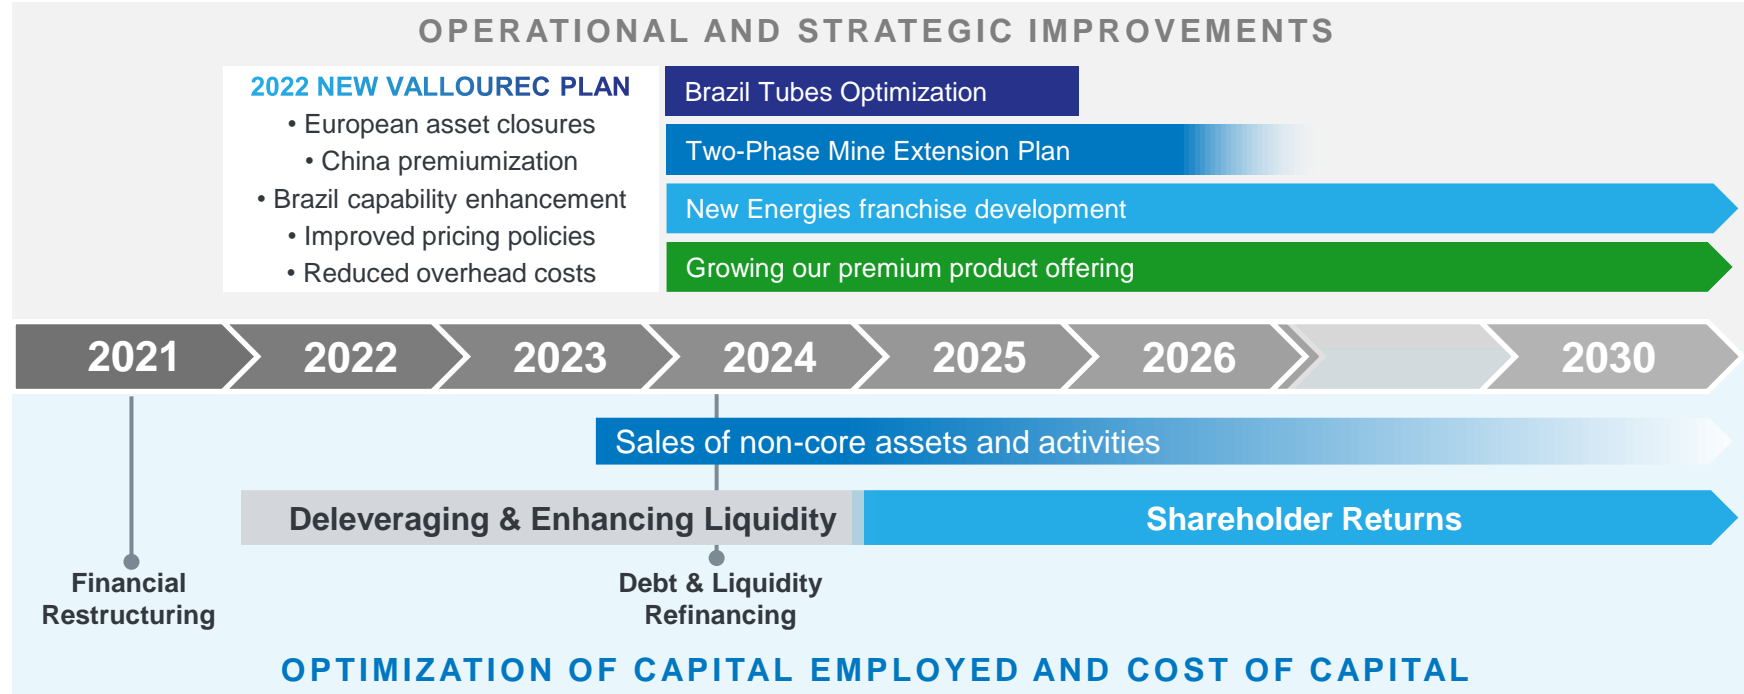 OPERATIONAL AND STRATEGIC IMPROVEMENTS
2022 NEW VALLOUREC PLAN
• European asset closures
• China premiumization
• Brazil capability enhancement
• Improved pricing policies
• Reduced overhead costs
Brazil Tubes Optimization
Two-Phase Mine Extension Plan
New Energies franchise development
Growing our premium product offering
2021 2022 2023 2024 2025 2026 2030
Sales of non-core assets and activities
Deleveraging & Enhancing Liquidity
Shareholder Returns
Financial
Restructuring
Debt & Liquidity
Refinancing
OPTIMIZATION OF CAPITAL EMPLOYED AND COST OF CAPITAL